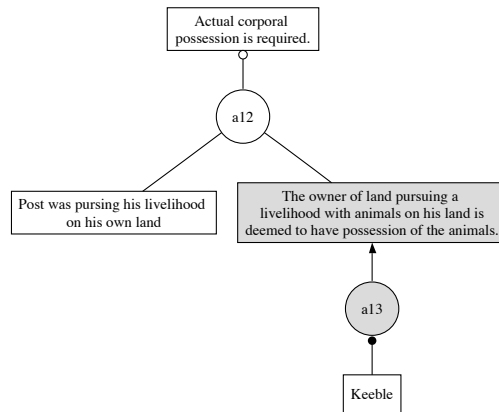 Actual corporal
possession is required.
a12
Post was pursing his livelihood
on his own land
The owner of land pursuing a
livelihood with animals on his land is
deemed to have possession of the animals.
a13
Keeble